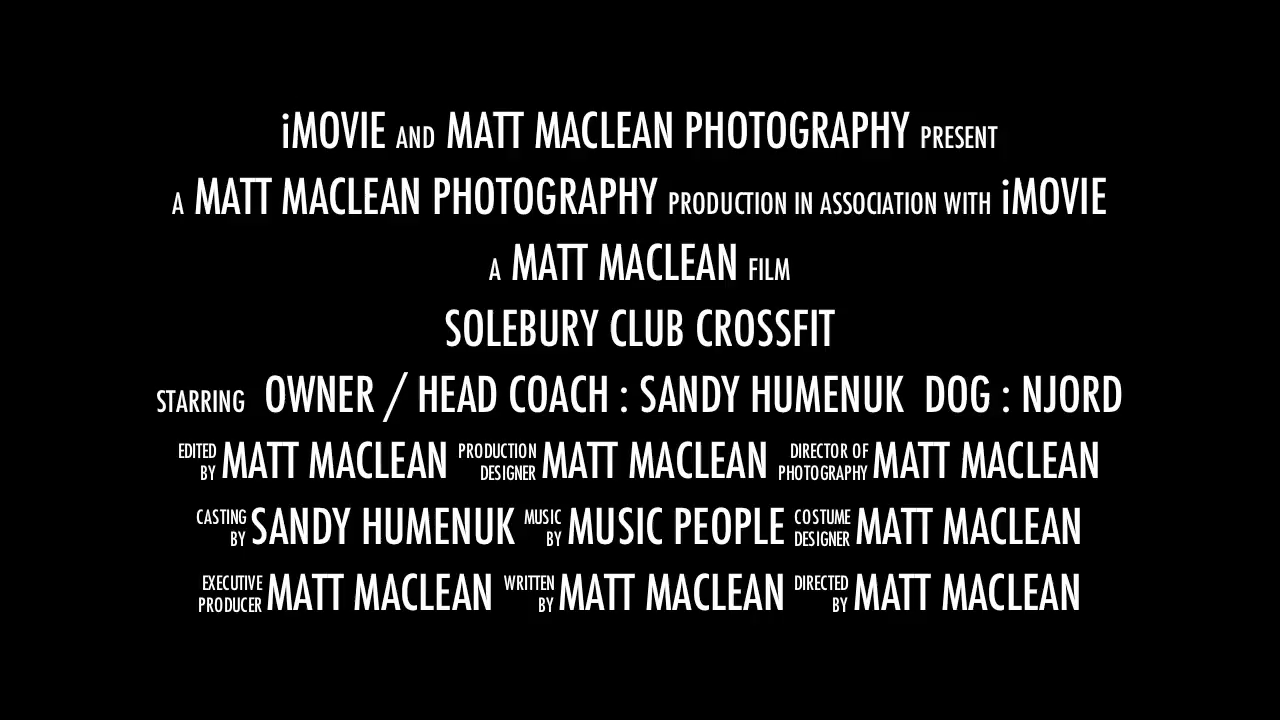 iMOVIE AND MATT MACLEAN PHOTOGRAPHY PRESENT
A MATT MACLEAN PHOTOGRAPHY PRODUCTION IN ASSOCIATION WITH iMOVIE
A MATT MACLEAN FILM
SOLEBURY CLUB CROSSFIT
STARRING OWNER / HEAD COACH : SANDY HUMENUK DOG : NJORD
EDITED BY MATT MACLEAN PRODUCTION DESIGNER MATT MACLEAN DIRECTOR OF PHOTOGRAPHY MATT MACLEAN
CASTING BY SANDY HUMENUK MUSIC BY MUSIC PEOPLE COSTUME DESIGNER MATT MACLEAN
EXECUTIVE PRODUCER MATT MACLEAN WRITTEN BY MATT MACLEAN DIRECTED BY MATT MACLEAN